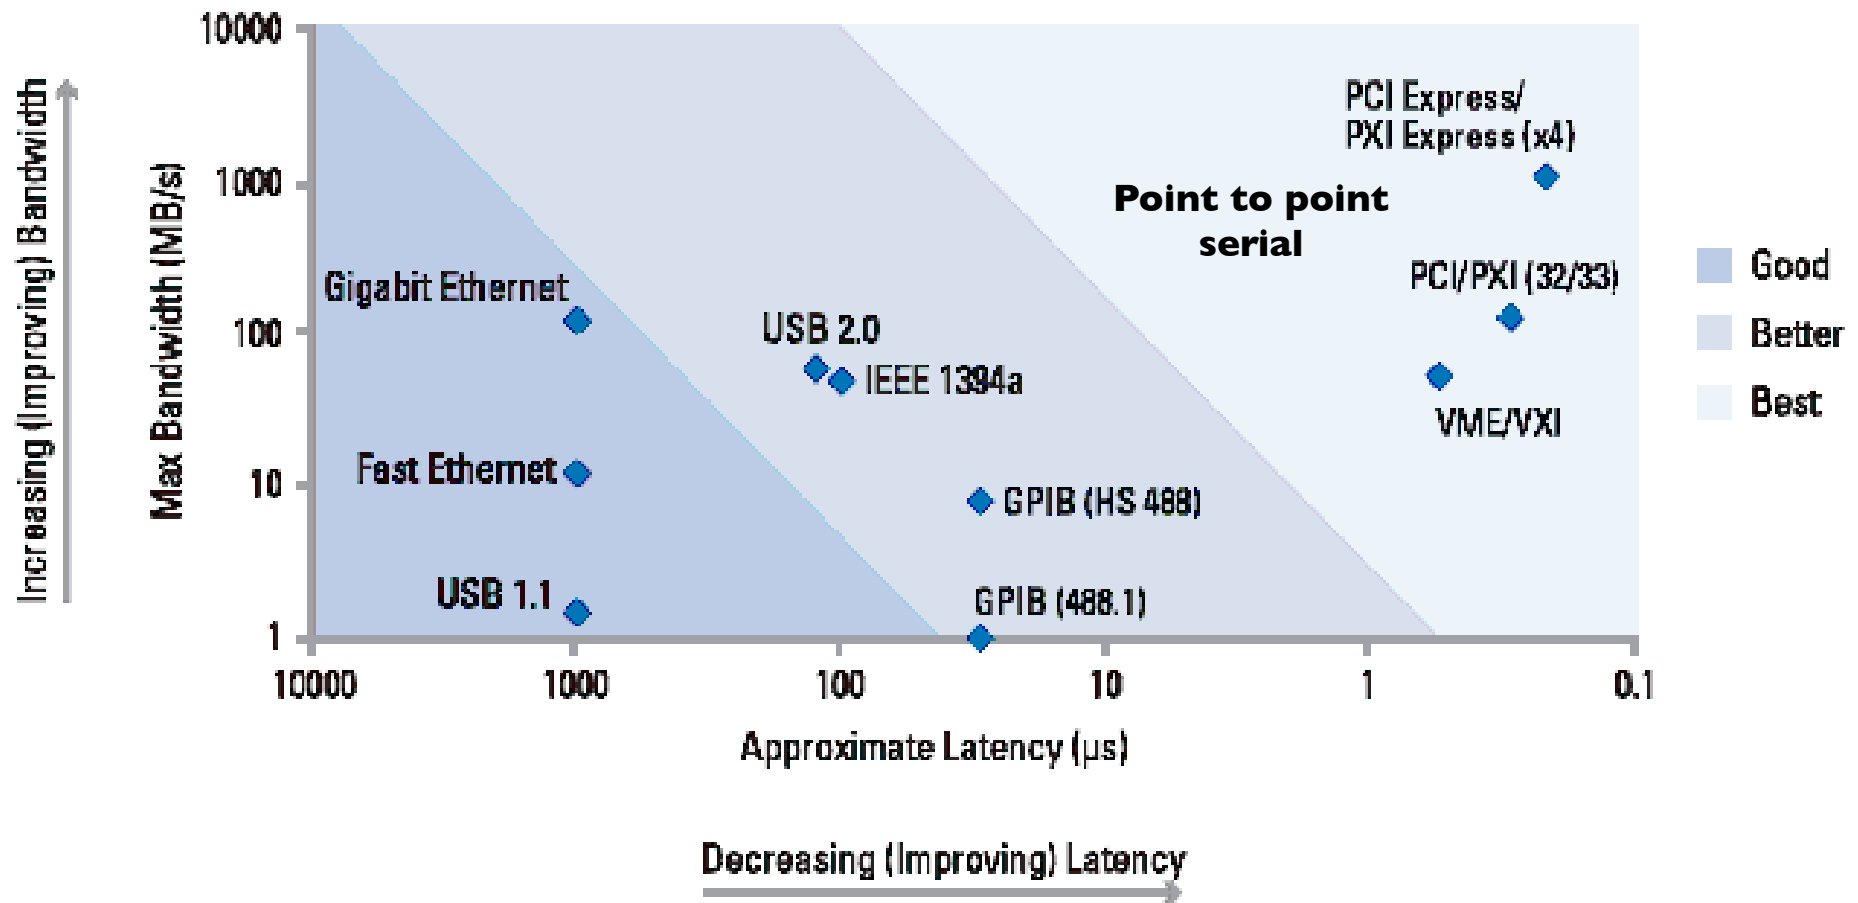 Increasing (Improving) Bandwidth
Max Bandwidth (MB/s)
10000
1000
100
10
1
PCI Express/
PXI Express (x4)
Point to point
serial
PCI/PXI (32/33)
VME/VXI
Gigabit Ethernet
USB 2.0
IEEE 1394a
Fast Ethernet
GPIB (HS 488)
USB 1.1
GPIB (488.1)
Good
Better
Best
10000
1000
100
10
1
0.1
Approximate Latency (µs)
Decreasing (Improving) Latency